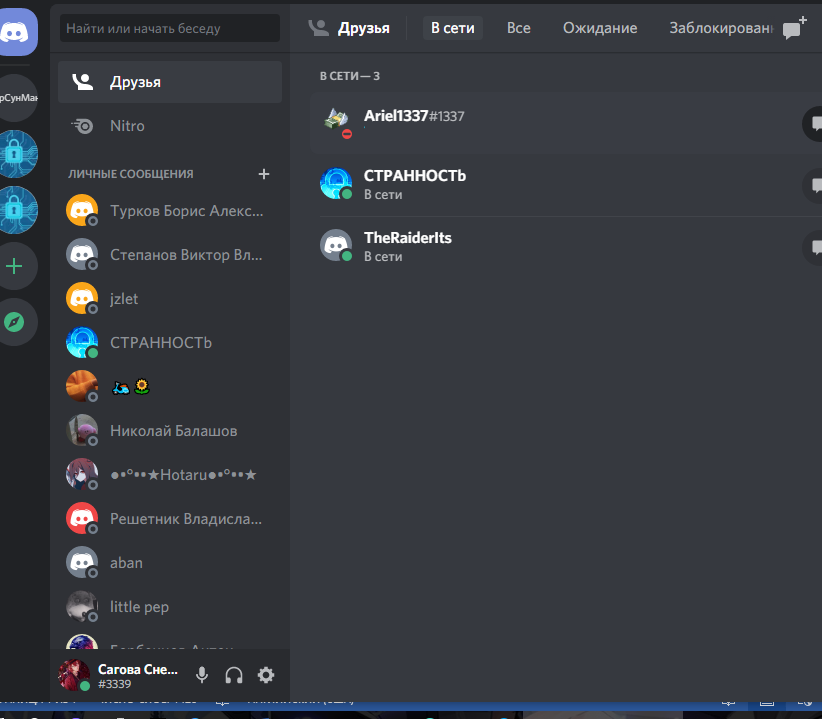 Найти или начать беседу
Друзья
В сети
Все
Ожидание
Заблокирован
рСунМан
Друзья
Nitro
ЛИЧНЫЕ СООБЩЕНИЯ
Турков Борис Алекс...
Степанов Виктор Вл...
jzlet
СТРАННОСТЬ
🛵🌻
Николай Балашов
●•°••★Hotaru●•°••★
Решетник Владисла...
aban
little pep
Сагова Сне...
#3339
В СЕТИ — 3
Ariel1337#1337
СТРАННОСТЬ
В сети
TheRaiderIts
В сети